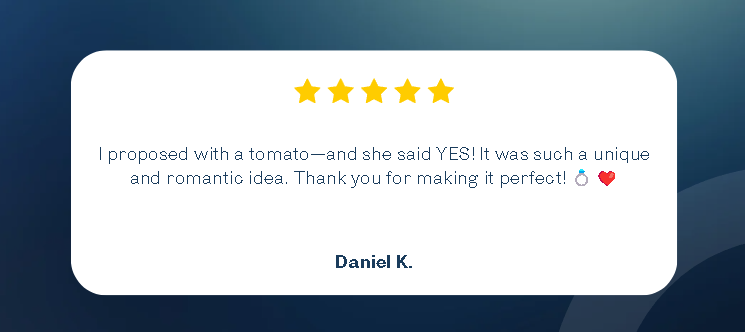 I proposed with a tomato—and she said YES! It was such a unique
and romantic idea. Thank you for making it perfect! 💍 ❤️
Daniel K.